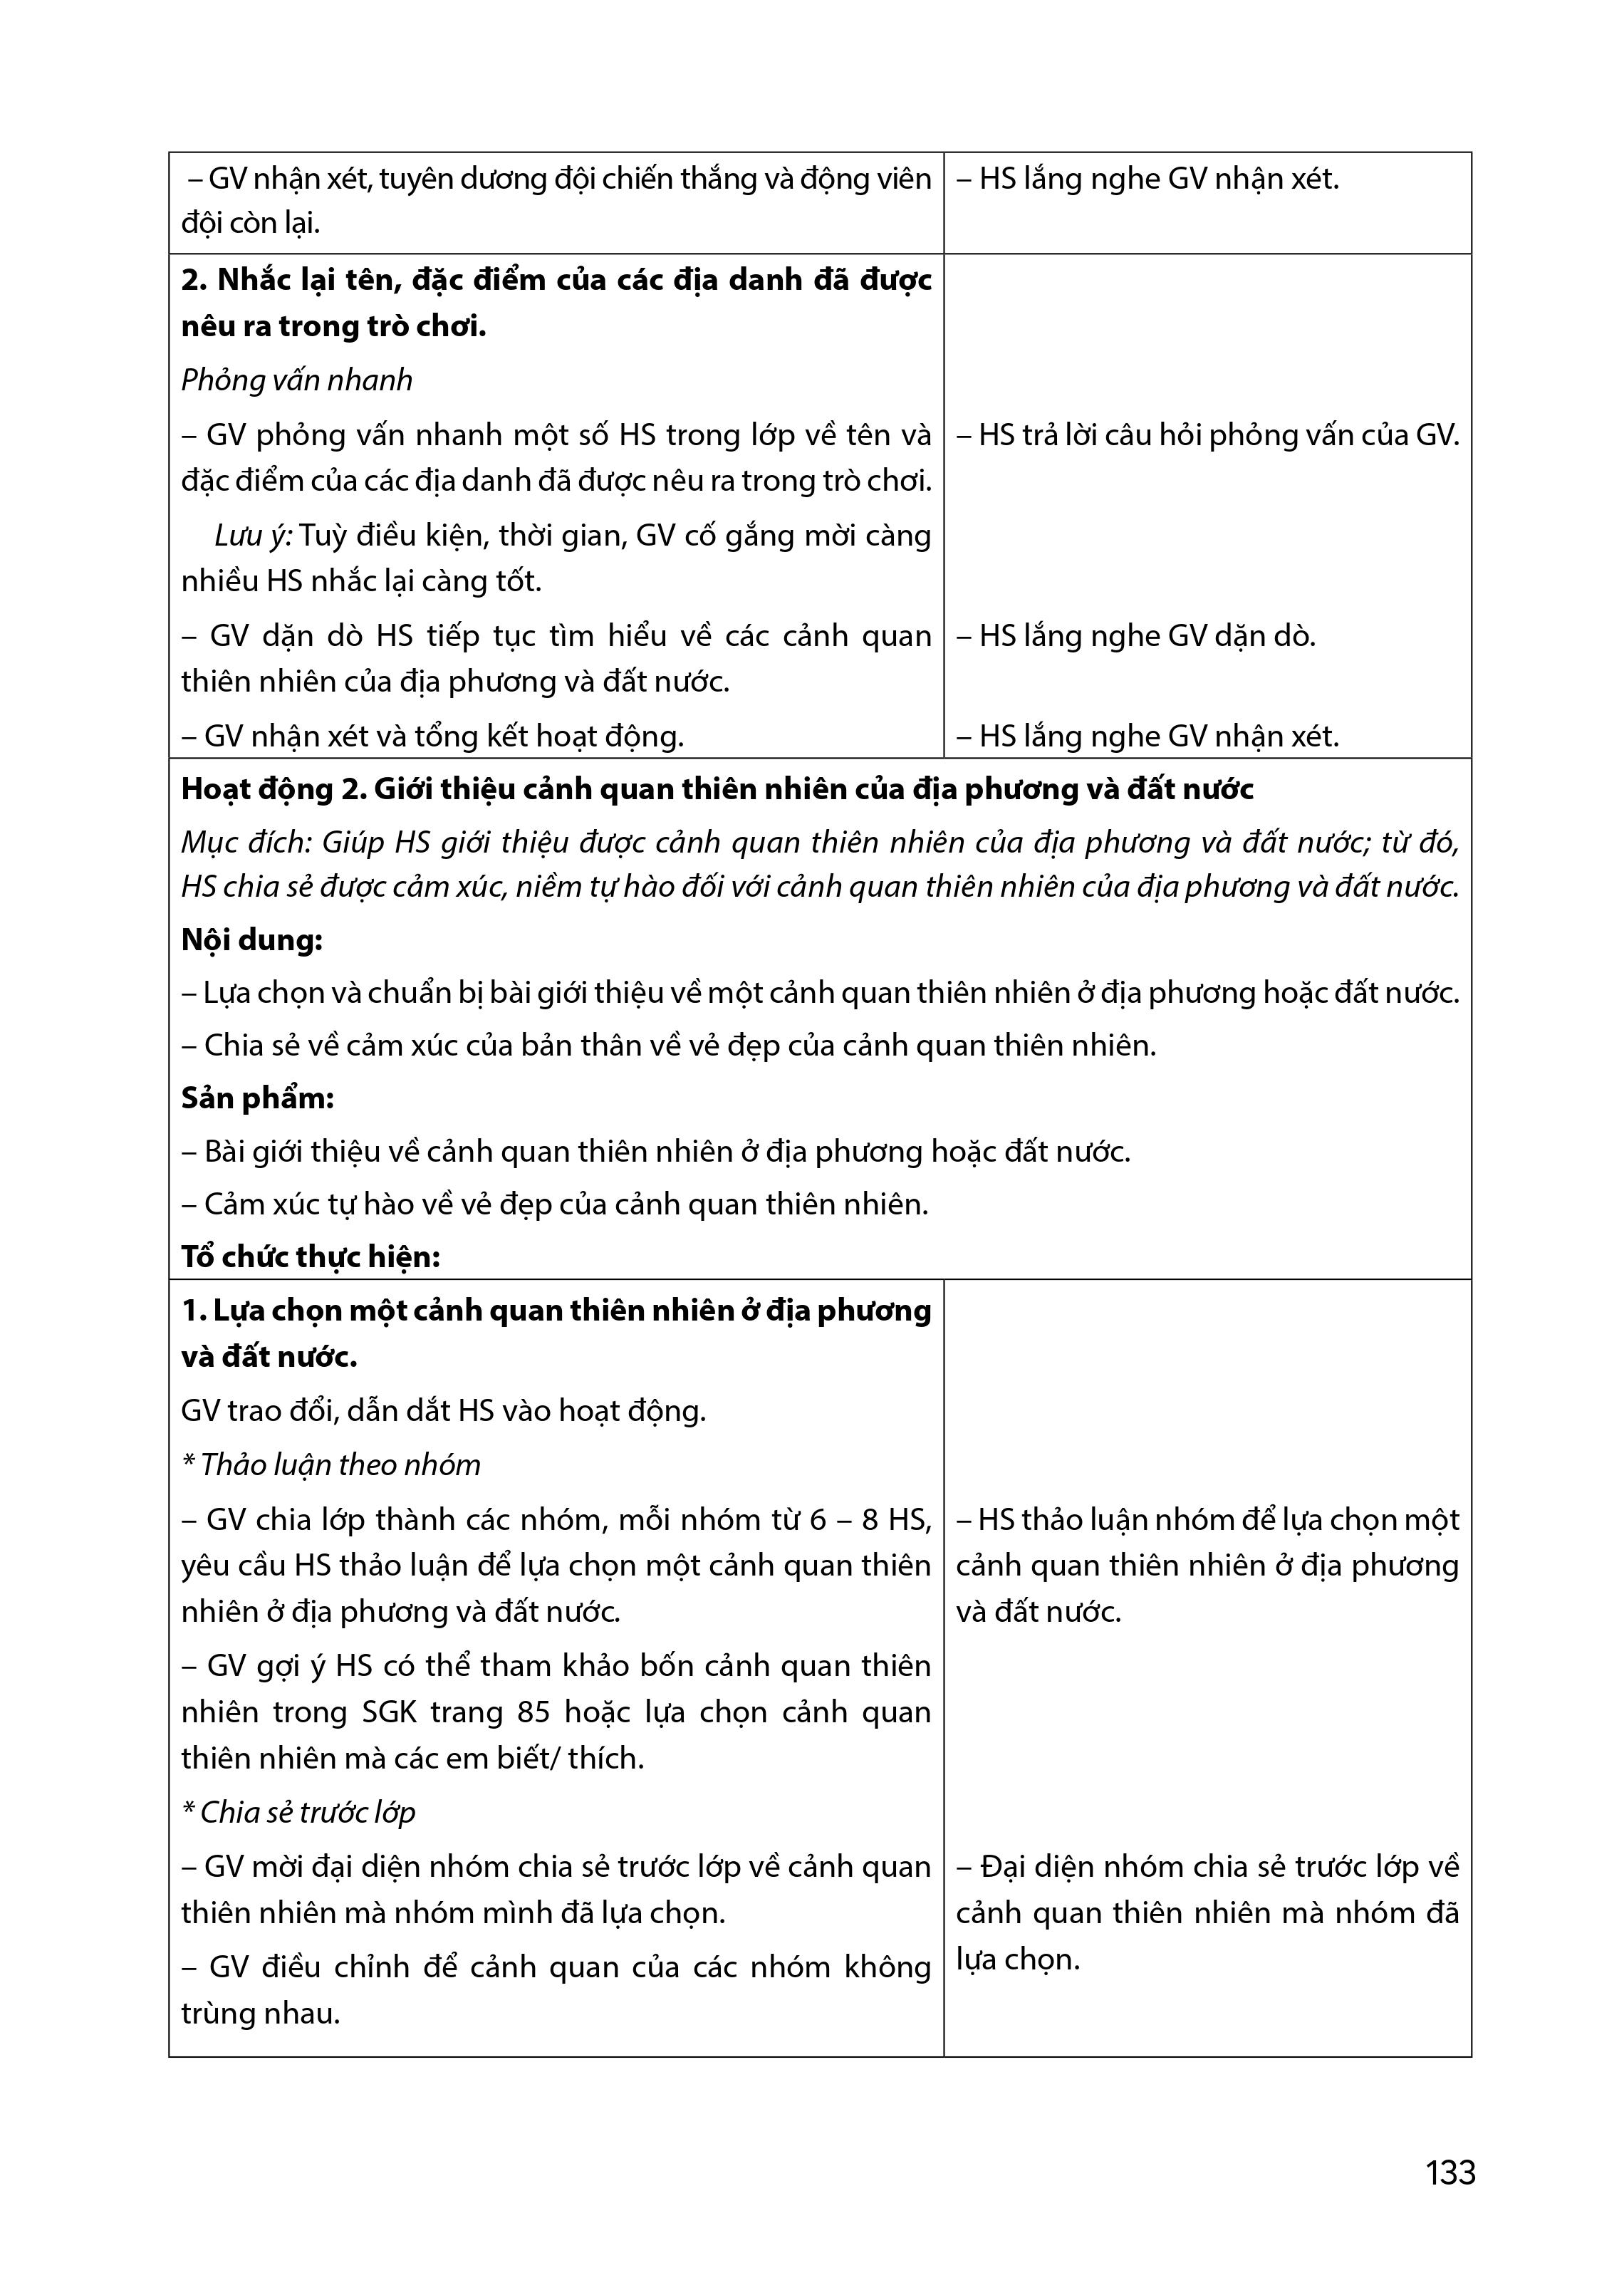 – GV nhận xét, tuyên dương đội chiến thắng và động viên
đội còn lại.
– HS lắng nghe GV nhận xét.
2. Nhắc lại tên, đặc điểm của các địa danh đã được
nêu ra trong trò chơi.
Phỏng vấn nhanh
– GV phỏng vấn nhanh một số HS trong lớp về tên và
đặc điểm của các địa danh đã được nêu ra trong trò chơi.
– HS trả lời câu hỏi phỏng vấn của GV.
Lưu ý: Tuỳ điều kiện, thời gian, GV cố gắng mời càng
nhiều HS nhắc lại càng tốt.
– GV dặn dò HS tiếp tục tìm hiểu về các cảnh quan
thiên nhiên của địa phương và đất nước.
– HS lắng nghe GV dặn dò.
– GV nhận xét và tổng kết hoạt động.
– HS lắng nghe GV nhận xét.
Hoạt động 2. Giới thiệu cảnh quan thiên nhiên của địa phương và đất nước
Mục đích: Giúp HS giới thiệu được cảnh quan thiên nhiên của địa phương và đất nước; từ đó,
HS chia sẻ được cảm xúc, niềm tự hào đối với cảnh quan thiên nhiên của địa phương và đất nước.
Nội dung:
– Lựa chọn và chuẩn bị bài giới thiệu về một cảnh quan thiên nhiên ở địa phương hoặc đất nước.
– Chia sẻ về cảm xúc của bản thân về vẻ đẹp của cảnh quan thiên nhiên.
Sản phẩm:
– Bài giới thiệu về cảnh quan thiên nhiên ở địa phương hoặc đất nước.
– Cảm xúc tự hào về vẻ đẹp của cảnh quan thiên nhiên.
Tổ chức thực hiện:
1. Lựa chọn một cảnh quan thiên nhiên ở địa phương
và đất nước.
GV trao đổi, dẫn dắt HS vào hoạt động.
* Thảo luận theo nhóm
– GV chia lớp thành các nhóm, mỗi nhóm từ 6 – 8 HS,
yêu cầu HS thảo luận để lựa chọn một cảnh quan thiên
nhiên ở địa phương và đất nước.
– HS thảo luận nhóm để lựa chọn một
cảnh quan thiên nhiên ở địa phương
và đất nước.
– GV gợi ý HS có thể tham khảo bốn cảnh quan thiên
nhiên trong SGK trang 85 hoặc lựa chọn cảnh quan
thiên nhiên mà các em biết/ thích.
* Chia sẻ trước lớp
– GV mời đại diện nhóm chia sẻ trước lớp về cảnh quan
thiên nhiên mà nhóm mình đã lựa chọn.
– Đại diện nhóm chia sẻ trước lớp về
cảnh quan thiên nhiên mà nhóm đã
lựa chọn.
– GV điều chỉnh để cảnh quan của các nhóm không
trùng nhau.
133